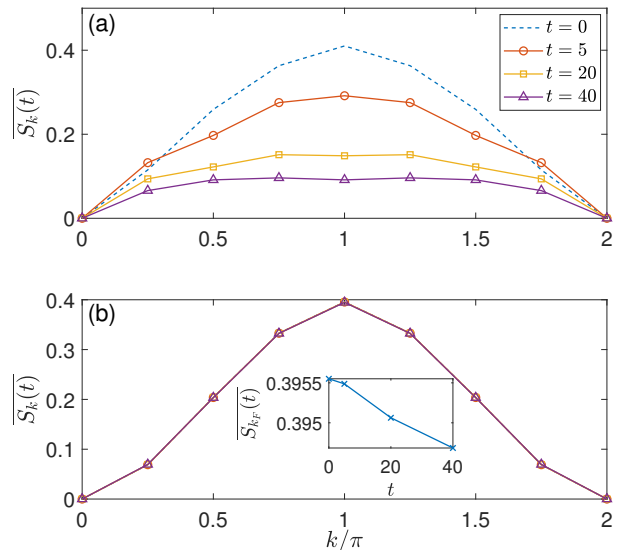 (a)
t = 0
t = 5
t = 20
t = 40
0.4
0.2
0
$\overline{S_k(t)}$
0 0.5 1 1.5 2
(b)
0.4
0.3
0.2
0.1
0
$\overline{S_k(t)}$
0.3955
0.395
$\overline{S_{k_F}(t)}$
0 20 40
t
0 0.5 1 1.5 2
k/π